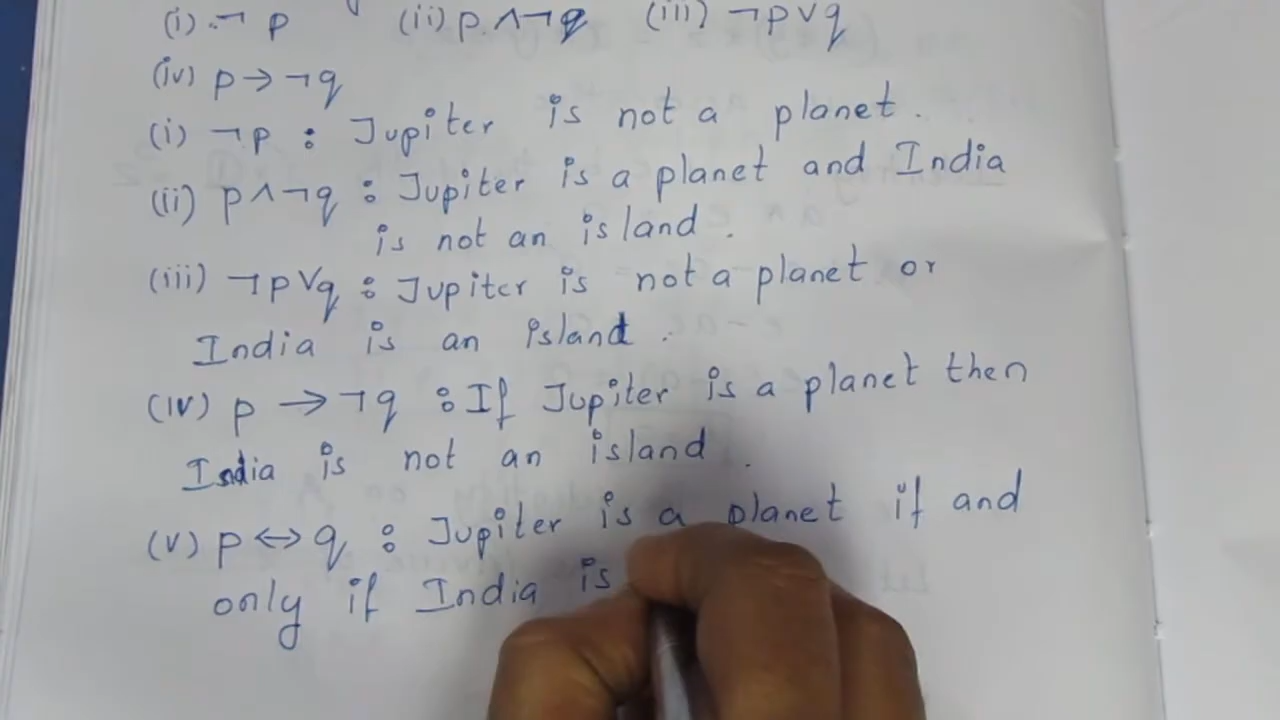 (i) ¬ p (ii) p ∧ ¬ q (iii) ¬ p ∨ q
(iv) p → ¬ q
(i) ¬ p : Jupiter is not a planet.
(ii) p ∧ ¬ q : Jupiter is a planet and India
is not an island.
(iii) ¬ p ∨ q : Jupiter is not a planet or
India is an island.
(iv) p → ¬ q : If Jupiter is a planet then
India is not an island.
(v) p ↔ q : Jupiter is a planet if and
only if India is